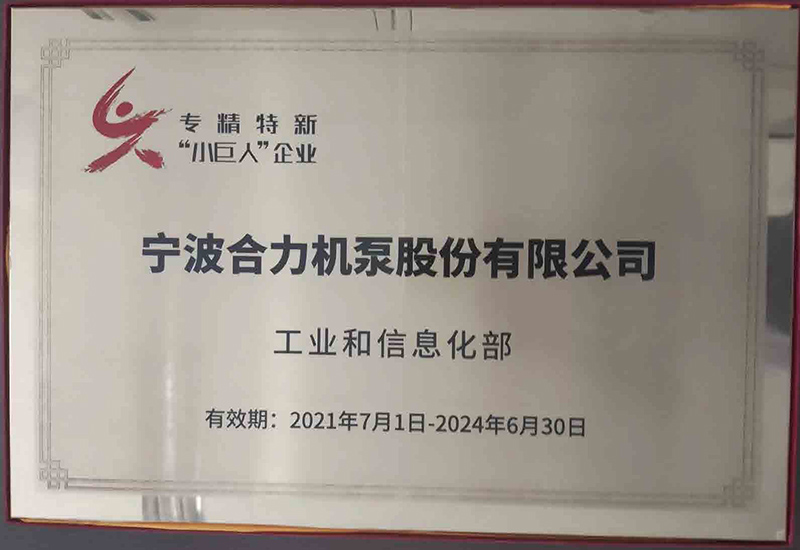 专精特新
“小巨人”企业
宁波合力机泵股份有限公司
工业和信息化部
有效期：2021年7月1日-2024年6月30日